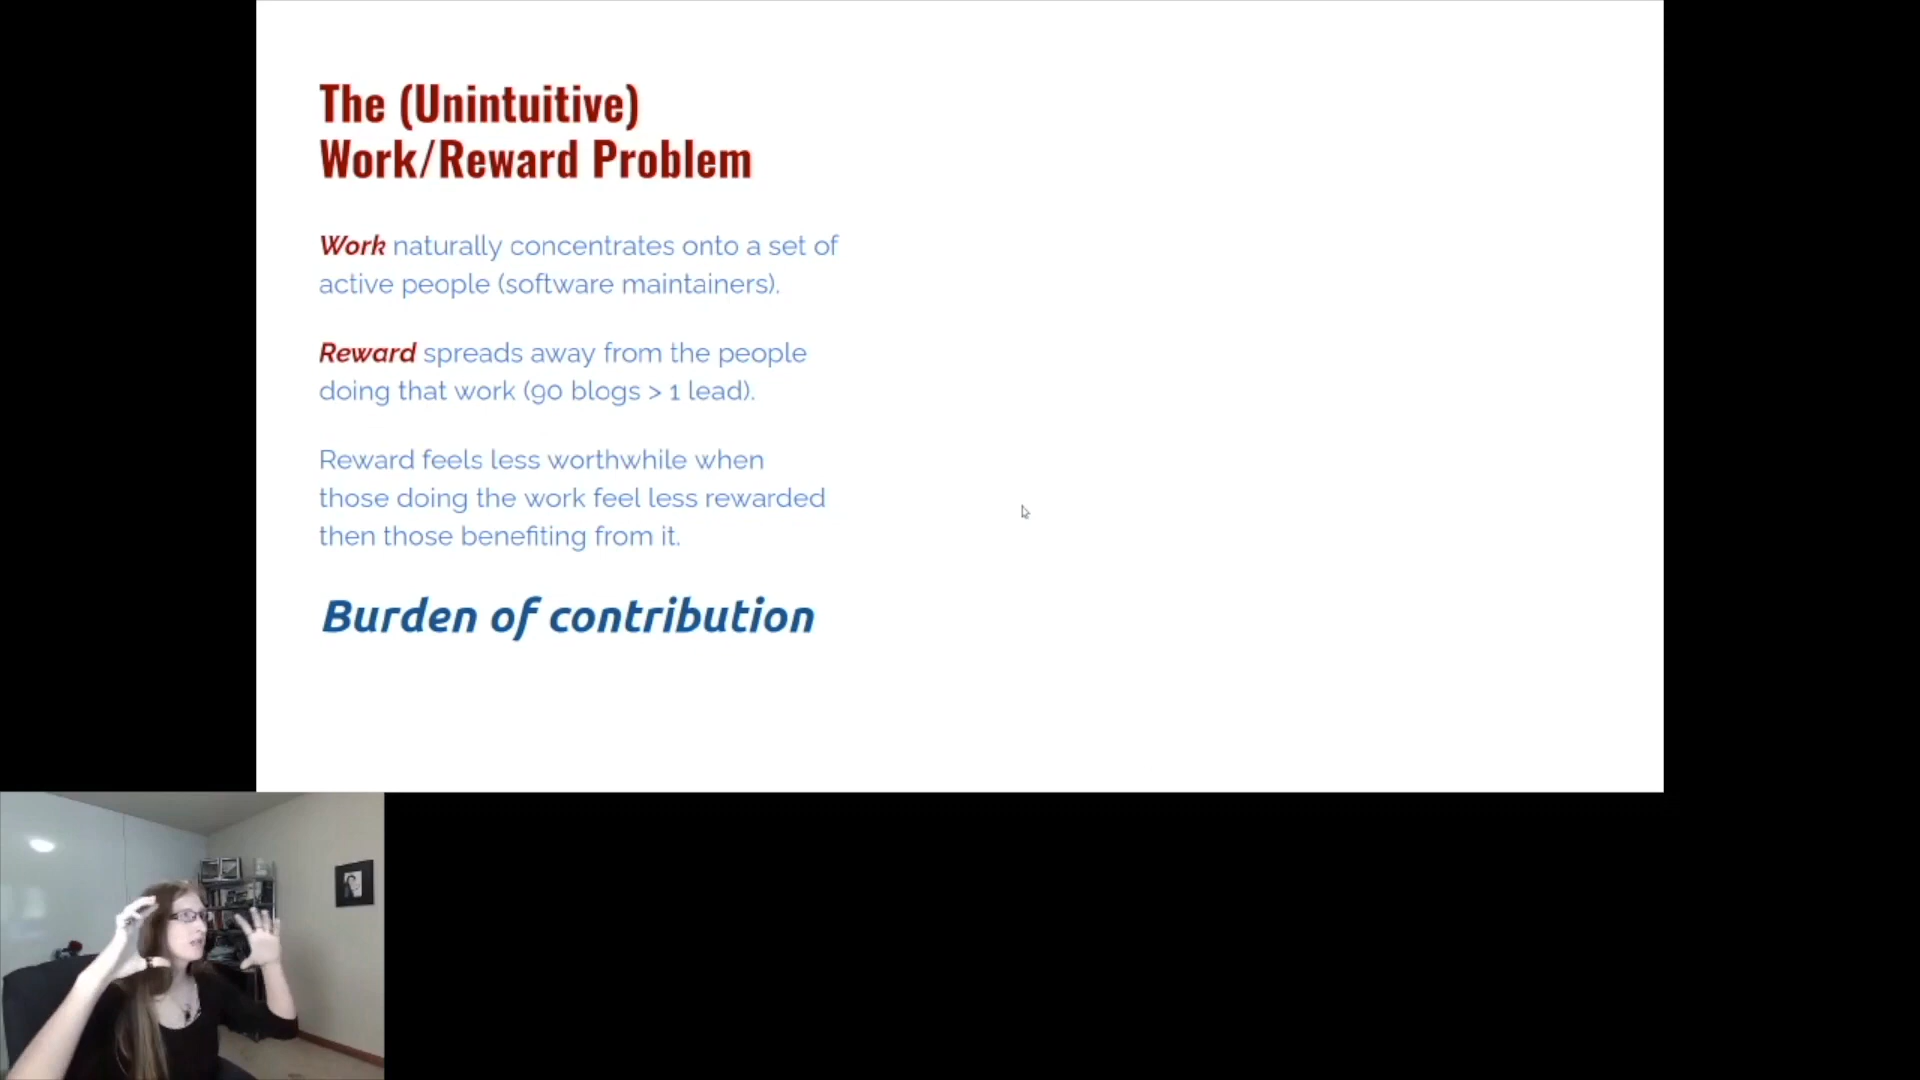 The (Unintuitive)
Work/Reward Problem
Work naturally concentrates onto a set of
active people (software maintainers).
Reward spreads away from the people
doing that work (90 blogs > 1 lead).
Reward feels less worthwhile when
those doing the work feel less rewarded
then those benefiting from it.
Burden of contribution